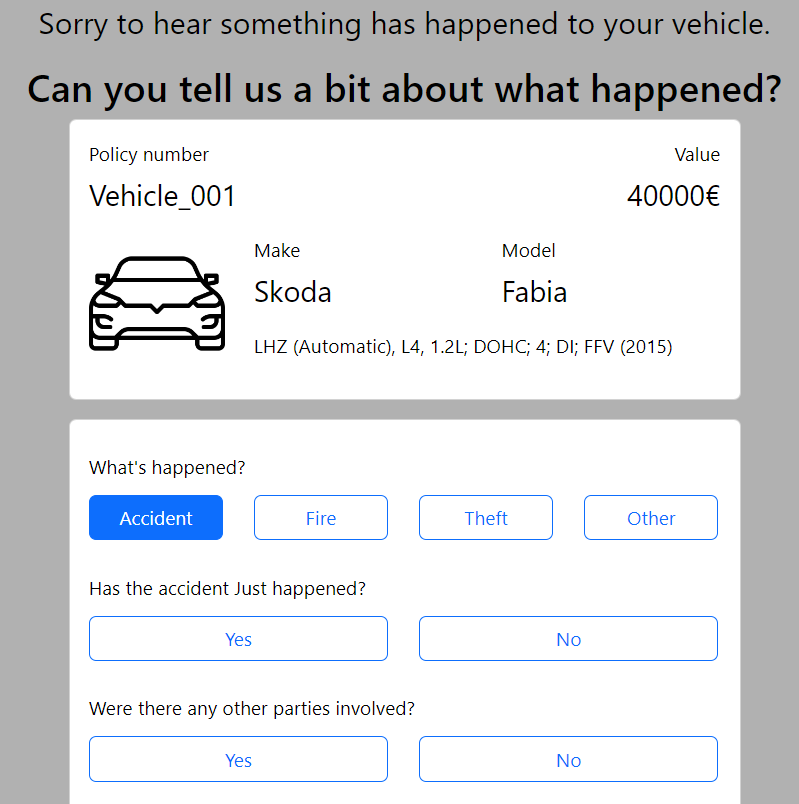 Sorry to hear something has happened to your vehicle.
Can you tell us a bit about what happened?
Policy number Value
Vehicle_001 40000€
Make Model
Skoda Fabia
LHZ (Automatic), L4, 1.2L; DOHC; 4; DI; FFV (2015)
What's happened?
Accident Fire Theft Other
Has the accident Just happened?
Yes No
Were there any other parties involved?
Yes No